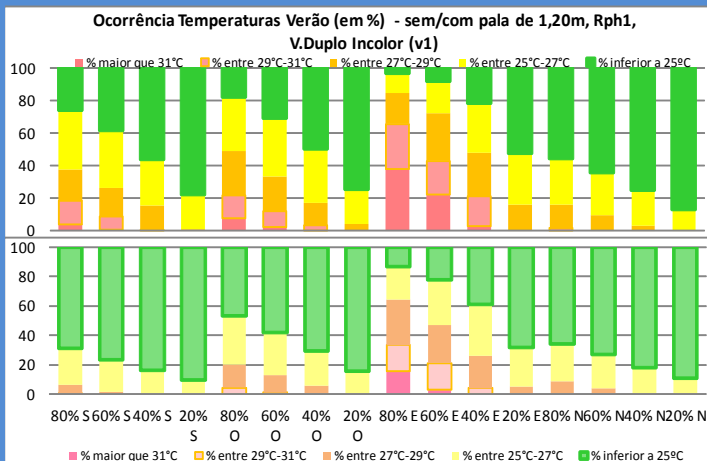 Ocorrência Temperaturas Verão (em %) - sem/com pala de 1,20m, Rph1,
V.Duplo Incolor (v1)
% maior que 31°C % entre 29°C-31°C % entre 27°C-29°C % entre 25°C-27°C % inferior a 25ºC
100
80
60
40
20
0
100
80
60
40
20
0
80% S 60% S 40% S 20% S 80% O 60% O 40% O 20% O 80% E 60% E 40% E 20% E 80% N 60% N 40% N 20% N
% maior que 31°C % entre 29°C-31°C % entre 27°C-29°C % entre 25°C-27°C % inferior a 25ºC